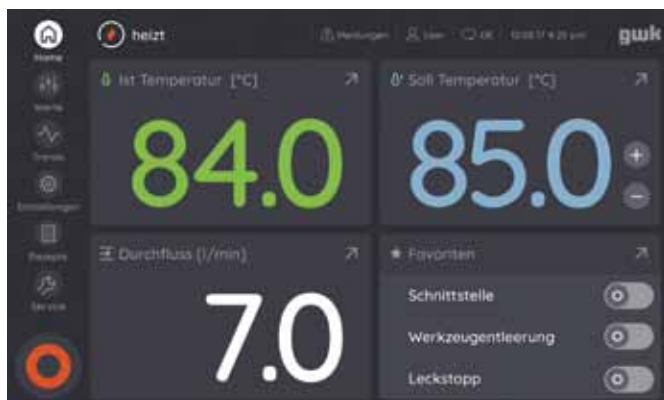 heizt
Meldungen
User
DE
gwk
Home
Werte
Trends
Einstellungen
Rezepte
Service
Ist Temperatur [°C]
84.0
Soll Temperatur [°C]
85.0
+
−
Durchfluss [l/min]
7.0
Favoriten
Schnittstelle
Werkzeugentleerung
Leckstopp